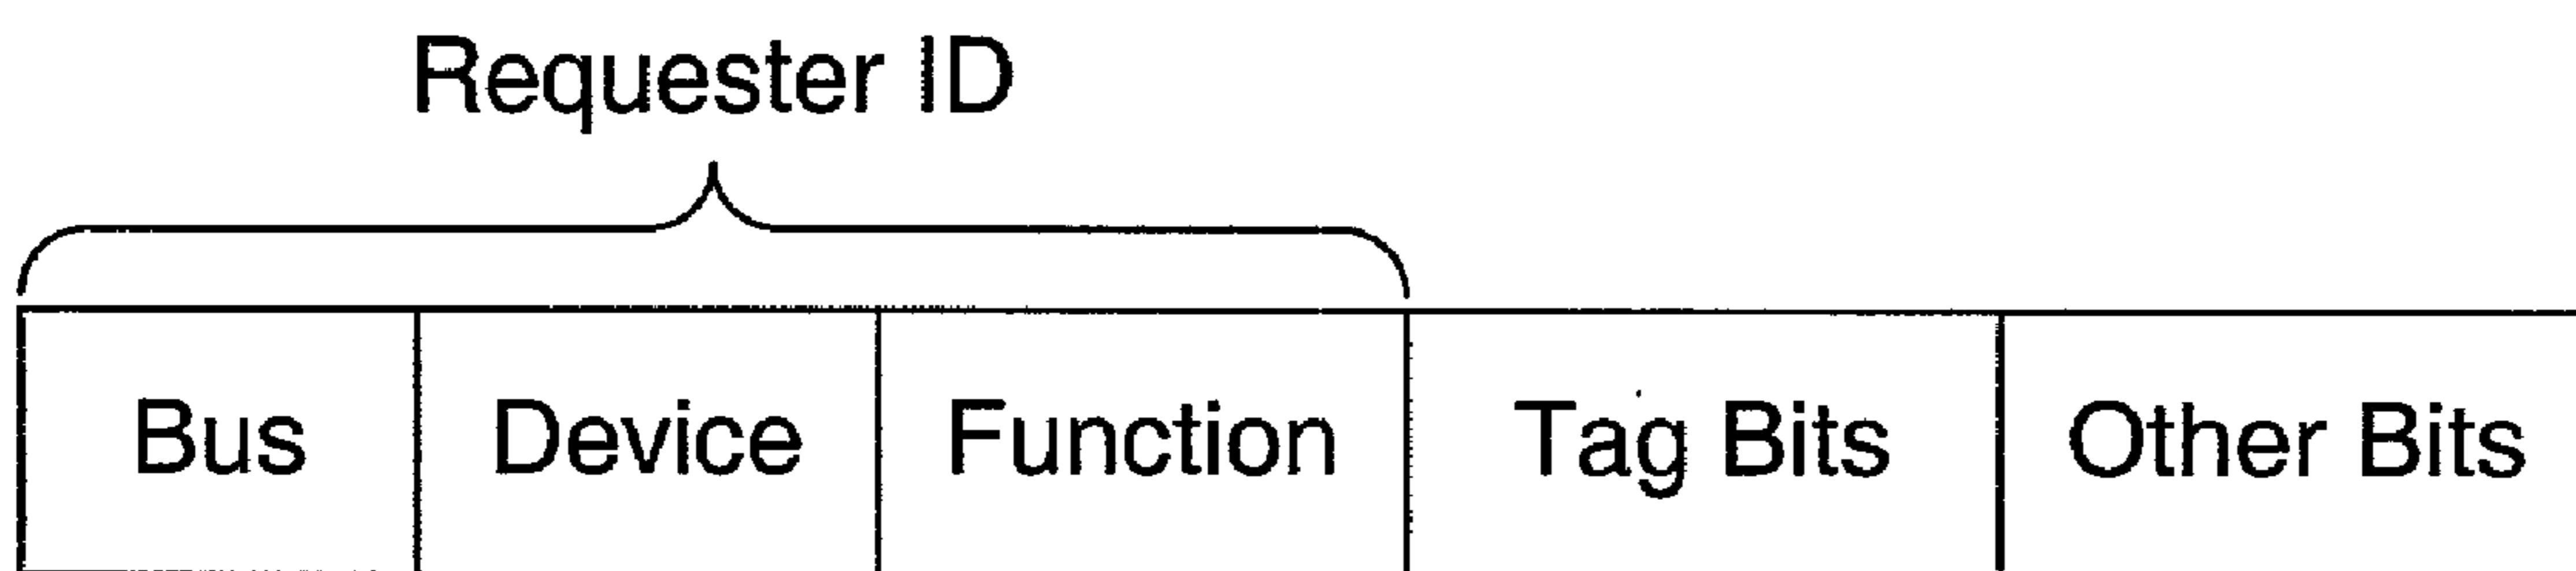 Requester ID
Bus Device Function Tag Bits Other Bits